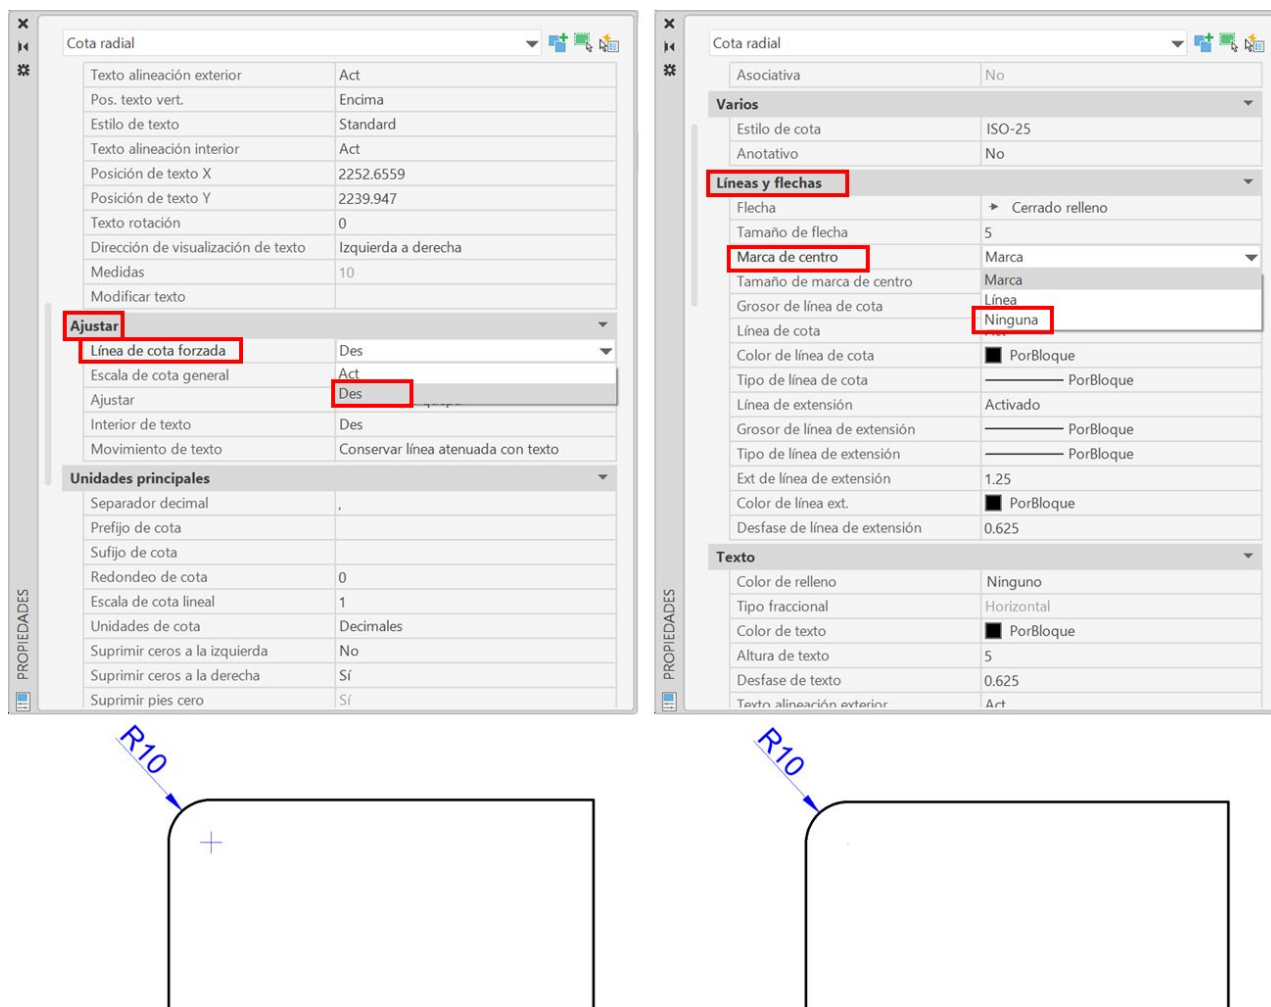 Cota radial
Texto alineación exterior Act
Pos. texto vert. Encima
Estilo de texto Standard
Texto alineación interior Act
Posición de texto X 2252.6559
Posición de texto Y 2239.947
Texto rotación 0
Dirección de visualización de texto Izquierda a derecha
Medidas 10
Modificar texto
Ajustar
Línea de cota forzada Des
Escala de cota general Act
Ajustar Des
Interior de texto Des
Movimiento de texto Conservar línea atenuada con texto
Unidades principales
Separador decimal ,
Prefijo de cota
Sufijo de cota
Redondeo de cota 0
Escala de cota lineal 1
Unidades de cota Decimales
Suprimir ceros a la izquierda No
Suprimir ceros a la derecha Sí
Suprimir pies cero Sí
PROPIEDADES
R10
Cota radial
Asociativa No
Varios
Estilo de cota ISO-25
Anotativo No
Líneas y flechas
Flecha Cerrado relleno
Tamaño de flecha 5
Marca de centro Marca
Tamaño de marca de centro Marca
Grosor de línea de cota Línea
Línea de cota Ninguna
Color de línea de cota PorBloque
Tipo de línea de cota PorBloque
Línea de extensión Activado
Grosor de línea de extensión PorBloque
Tipo de línea de extensión PorBloque
Ext de línea de extensión 1.25
Color de línea ext. PorBloque
Desfase de línea de extensión 0.625
Texto
Color de relleno Ninguno
Tipo fraccional Horizontal
Color de texto PorBloque
Altura de texto 5
Desfase de texto 0.625
Texto alineación exterior Act
PROPIEDADES
R10